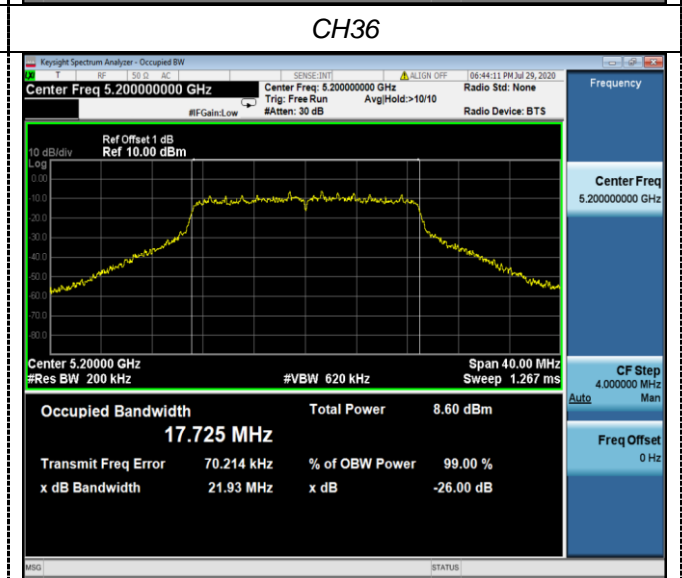 CH36
Keysight Spectrum Analyzer - Occupied BW
T RF 50 Ω AC SENSE:INT ALIGN OFF 06:44:11 PM Jul 29, 2020
Center Freq 5.200000000 GHz
Center Freq: 5.200000000 GHz
Radio Std: None
Trig: Free Run Avg|Hold:>10/10
#IFGain:Low #Atten: 30 dB
Radio Device: BTS
Ref Offset 1 dB
10 dB/div Ref 10.00 dBm
Log
0.00
-10.0
-20.0
-30.0
-40.0
-50.0
-60.0
-70.0
-80.0
Center 5.20000 GHz Span 40.00 MHz
#Res BW 200 kHz #VBW 620 kHz Sweep 1.267 ms
Occupied Bandwidth Total Power 8.60 dBm
17.725 MHz
Transmit Freq Error 70.214 kHz % of OBW Power 99.00 %
x dB Bandwidth 21.93 MHz x dB -26.00 dB
MSG STATUS
Frequency
Center Freq
5.200000000 GHz
CF Step
4.000000 MHz
Auto Man
Freq Offset
0 Hz